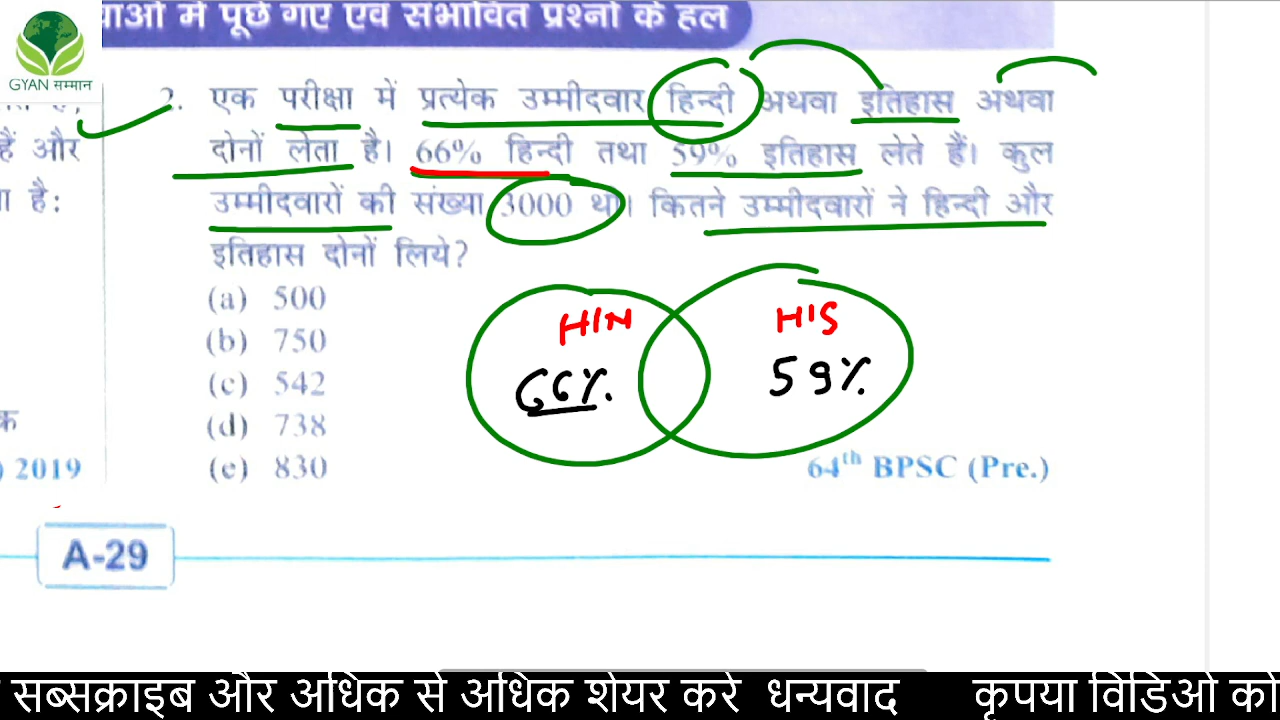 में पूछे गए एवं संभावित प्रश्नों के हल
GYAN सम्मान
2. एक परीक्षा में प्रत्येक उम्मीदवार हिन्दी अथवा इतिहास अथवा
हैं और
दोनों लेता है। 66% हिन्दी तथा 59% इतिहास लेते हैं। कुल
है:
उम्मीदवारों की संख्या 3000 था। कितने उम्मीदवारों ने हिन्दी और
इतिहास दोनों लिये?
(a) 500
(b) 750
(c) 542
(d) 738
(e) 830
HIN
66%
HIS
59%
2019
64th BPSC (Pre.)
A-29
सब्सक्राइब और अधिक से अधिक शेयर करे धन्यवाद कृपया विडिओ को